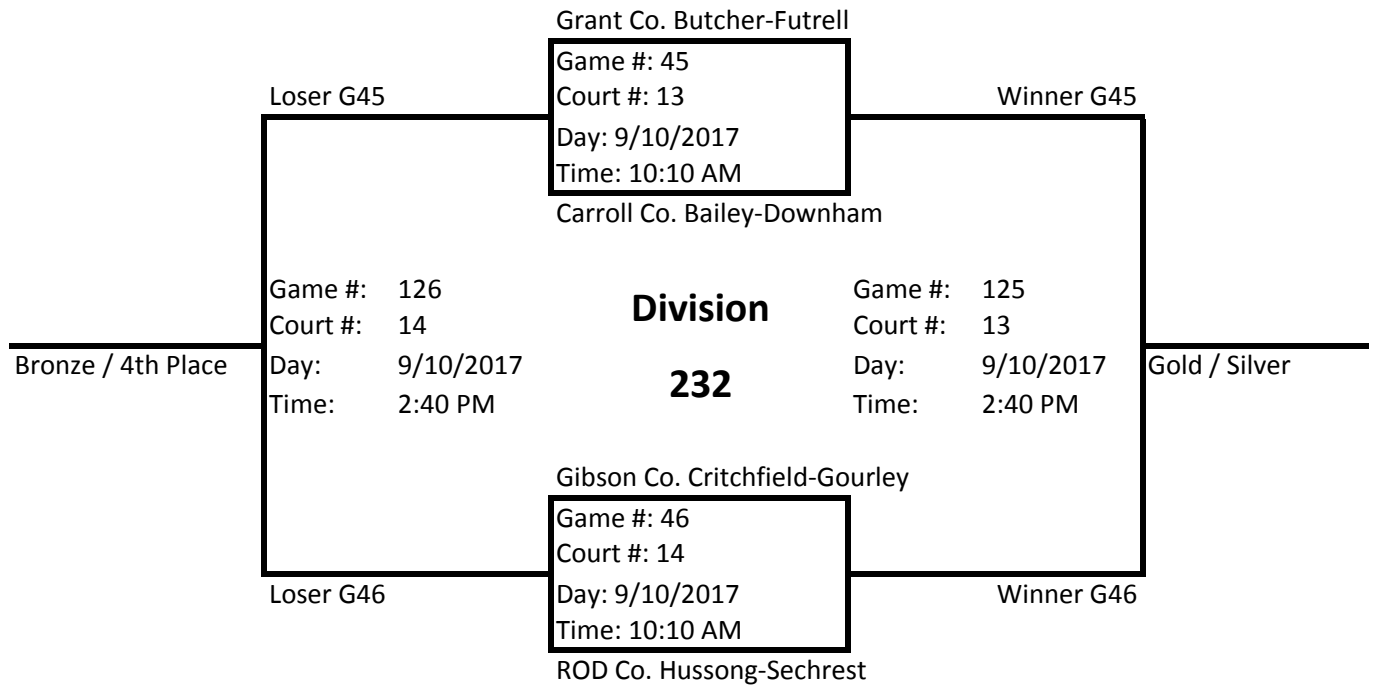 Grant Co. Butcher-Futrell
Game #: 45
Loser G45
Court #: 13
Winner G45
Day: 9/10/2017
Time: 10:10 AM
Carroll Co. Bailey-Downham
Game #: 126
Court #: 14
Day: 9/10/2017
Time: 2:40 PM
Bronze / 4th Place
Division
232
Game #: 125
Court #: 13
Day: 9/10/2017
Time: 2:40 PM
Gold / Silver
Gibson Co. Critchfield-Gourley
Game #: 46
Court #: 14
Loser G46
Day: 9/10/2017
Winner G46
Time: 10:10 AM
ROD Co. Hussong-Sechrest